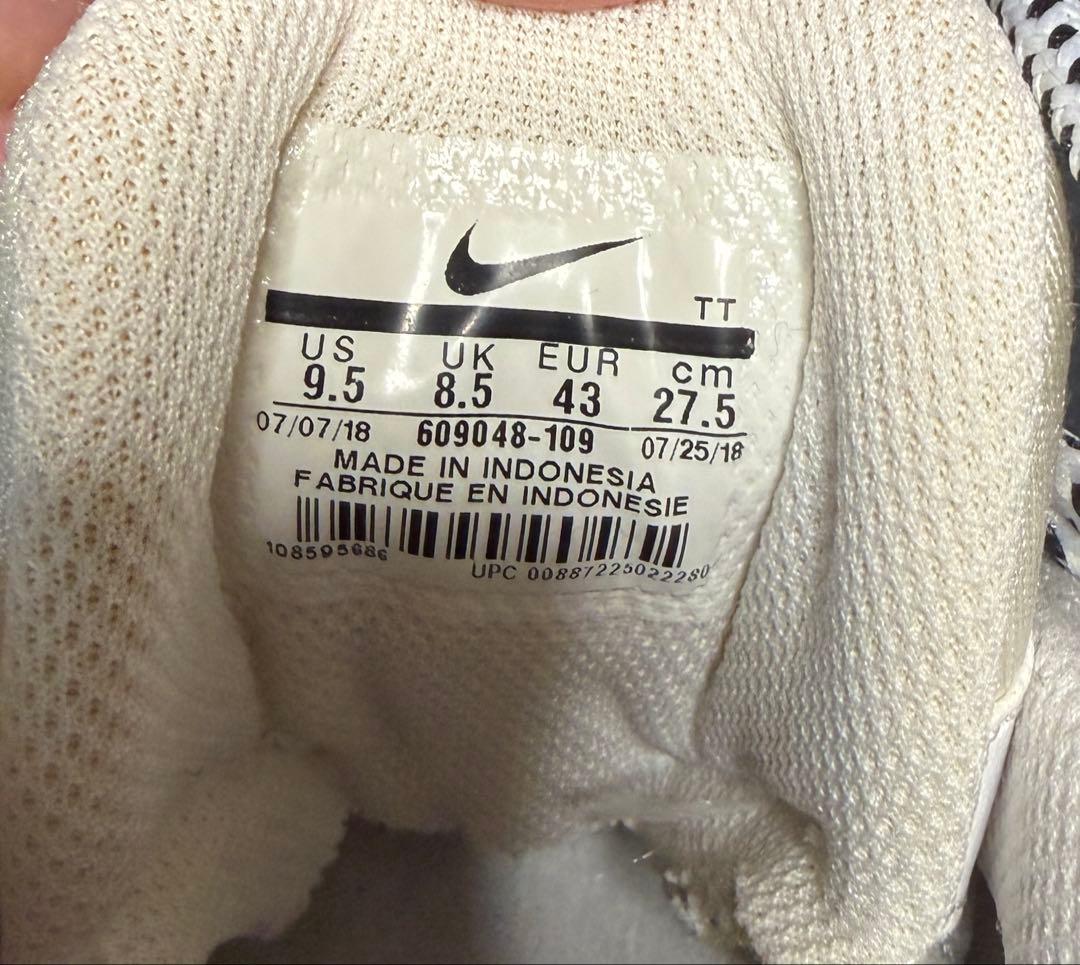 TT
US UK EUR cm
9.5 8.5 43 27.5
07/07/18 609048-109 07/25/18
MADE IN INDONESIA
FABRIQUE EN INDONESIE
108595686
UPC 00887225022280